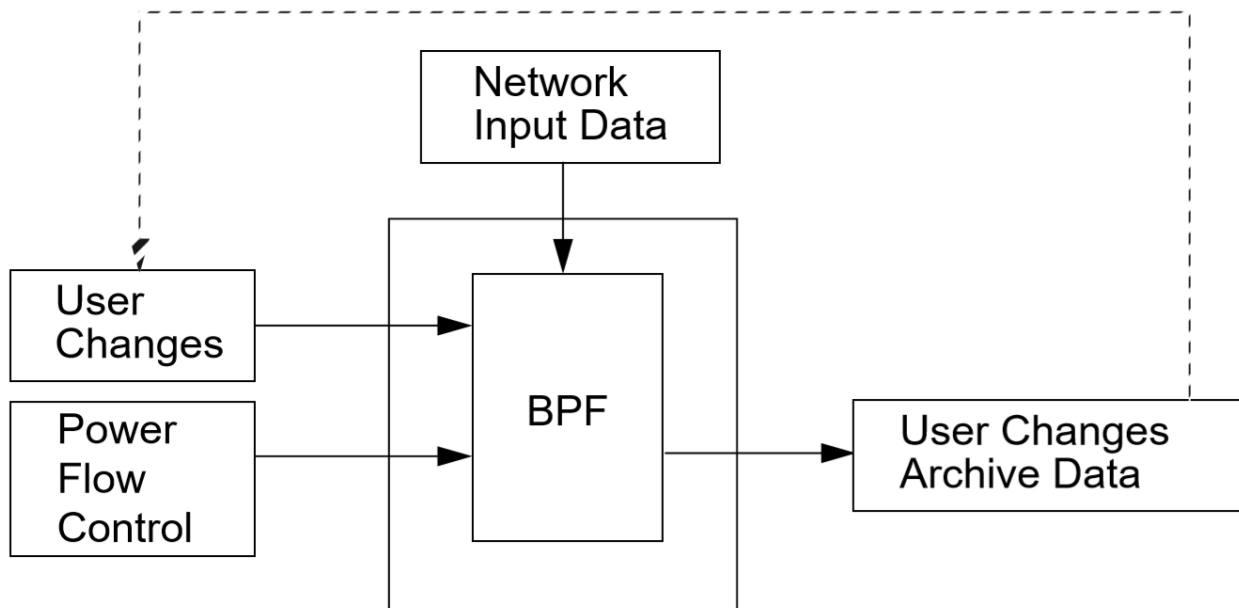 Network
Input Data
User
Changes
Power
Flow
Control
BPF
User Changes
Archive Data